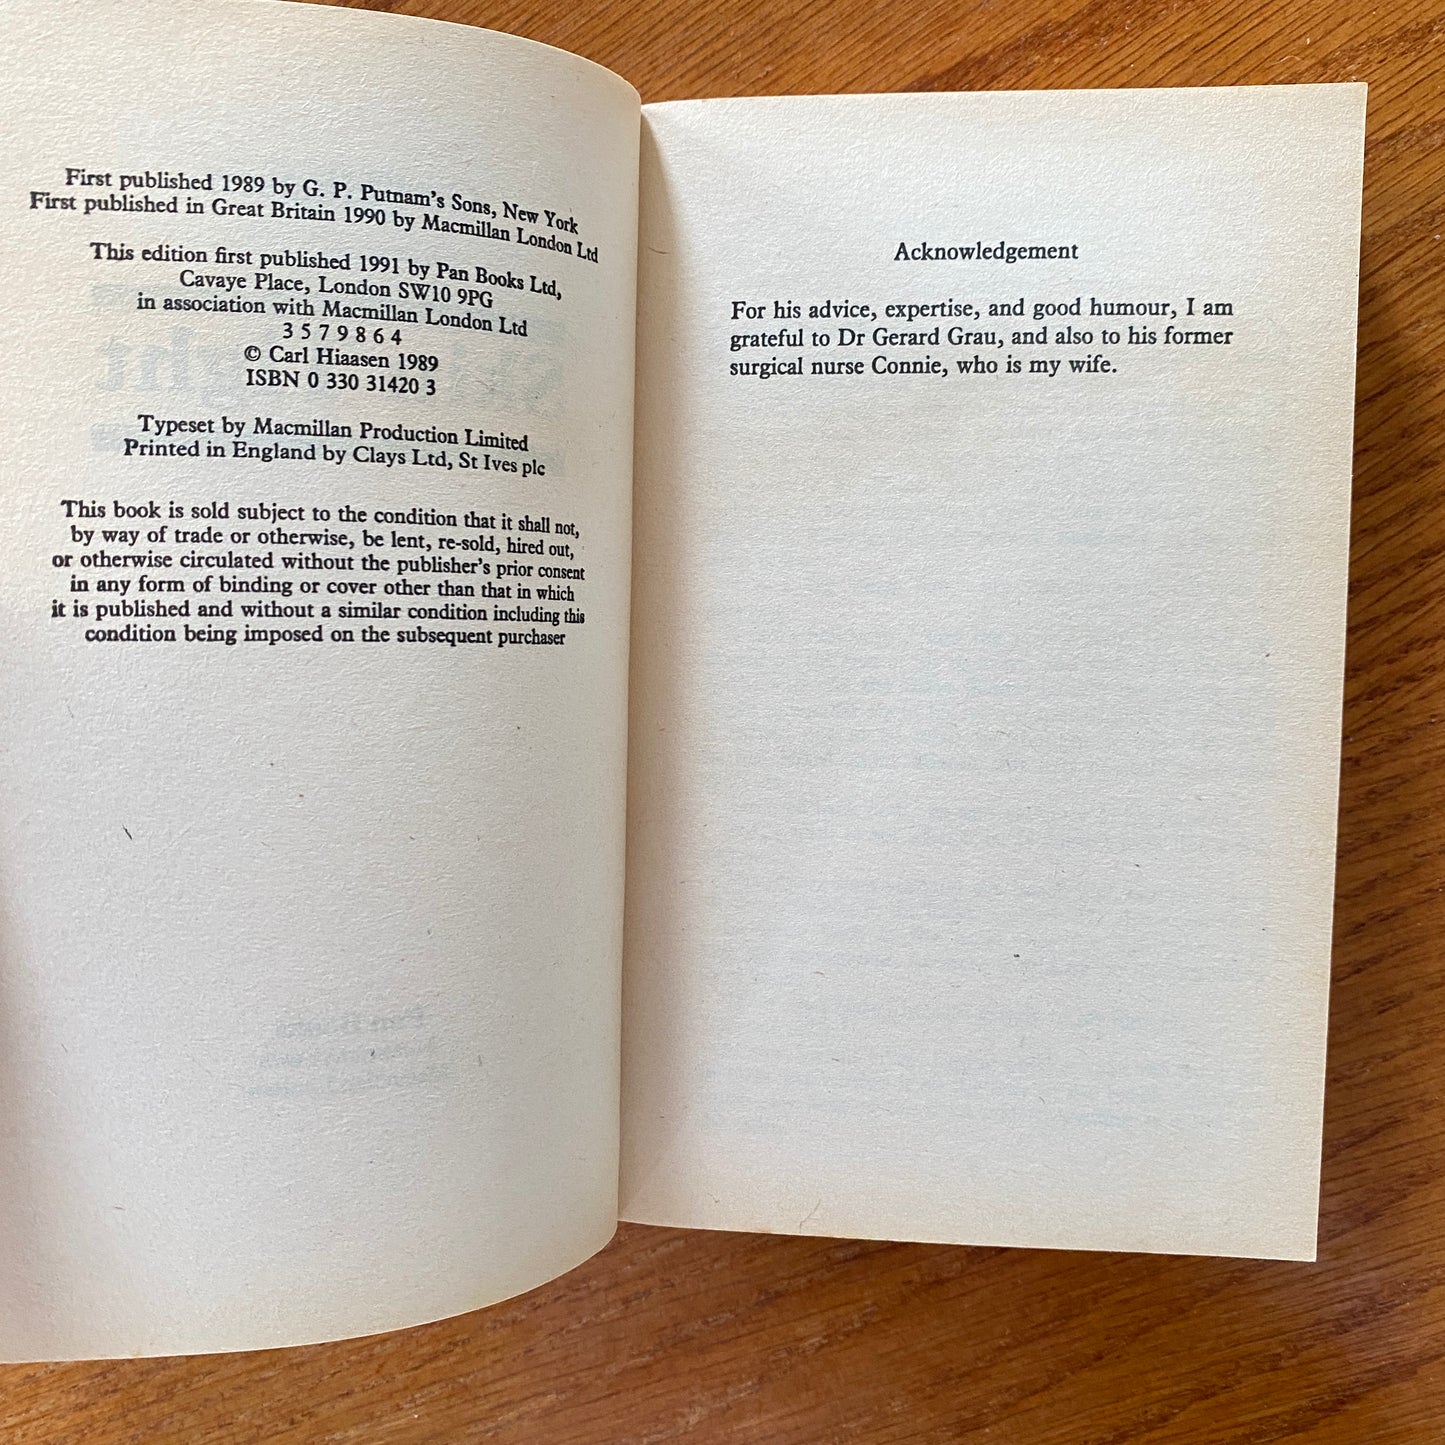 First published 1989 by G. P. Putnam's Sons, New York
First published in Great Britain 1990 by Macmillan London Ltd
This edition first published 1991 by Pan Books Ltd,
Cavaye Place, London SW10 9PG
in association with Macmillan London Ltd
3 5 7 9 8 6 4
© Carl Hiaasen 1989
ISBN 0 330 31420 3
Typeset by Macmillan Production Limited
Printed in England by Clays Ltd, St Ives plc
This book is sold subject to the condition that it shall not,
by way of trade or otherwise, be lent, re-sold, hired out,
or otherwise circulated without the publisher's prior consent
in any form of binding or cover other than that in which
it is published and without a similar condition including this
condition being imposed on the subsequent purchaser
Acknowledgement
For his advice, expertise, and good humour, I am
grateful to Dr Gerard Grau, and also to his former
surgical nurse Connie, who is my wife.